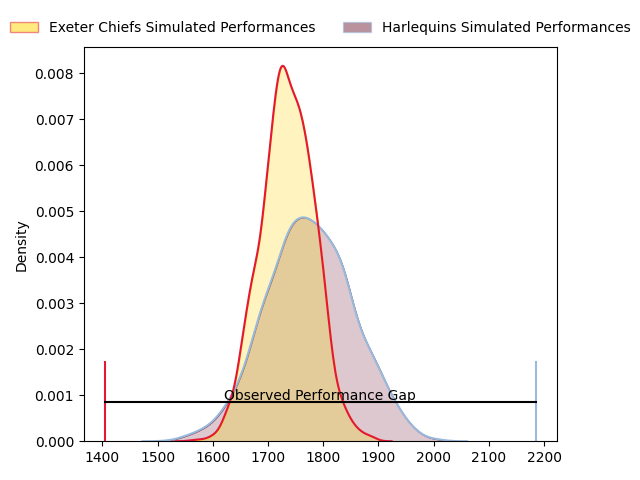 Exeter Chiefs Simulated Performances Harlequins Simulated Performances
0.008
0.007
0.006
0.005
0.004
0.003
0.002
0.001
0.000
Density
Observed Performance Gap
1400 1500 1600 1700 1800 1900 2000 2100 2200